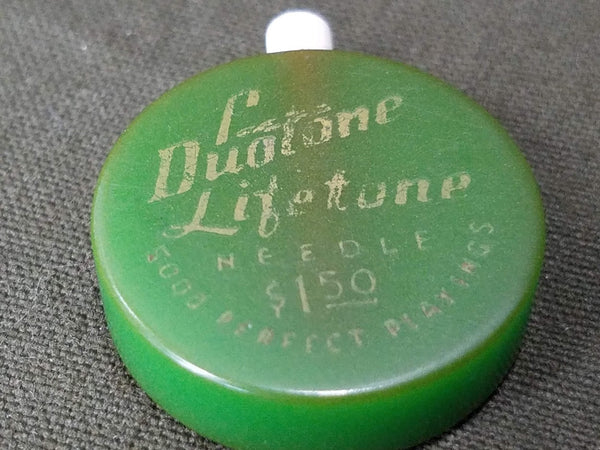 Duotone
Lifetone
NEEDLE
$1.50
5000 PERFECT PLAYINGS